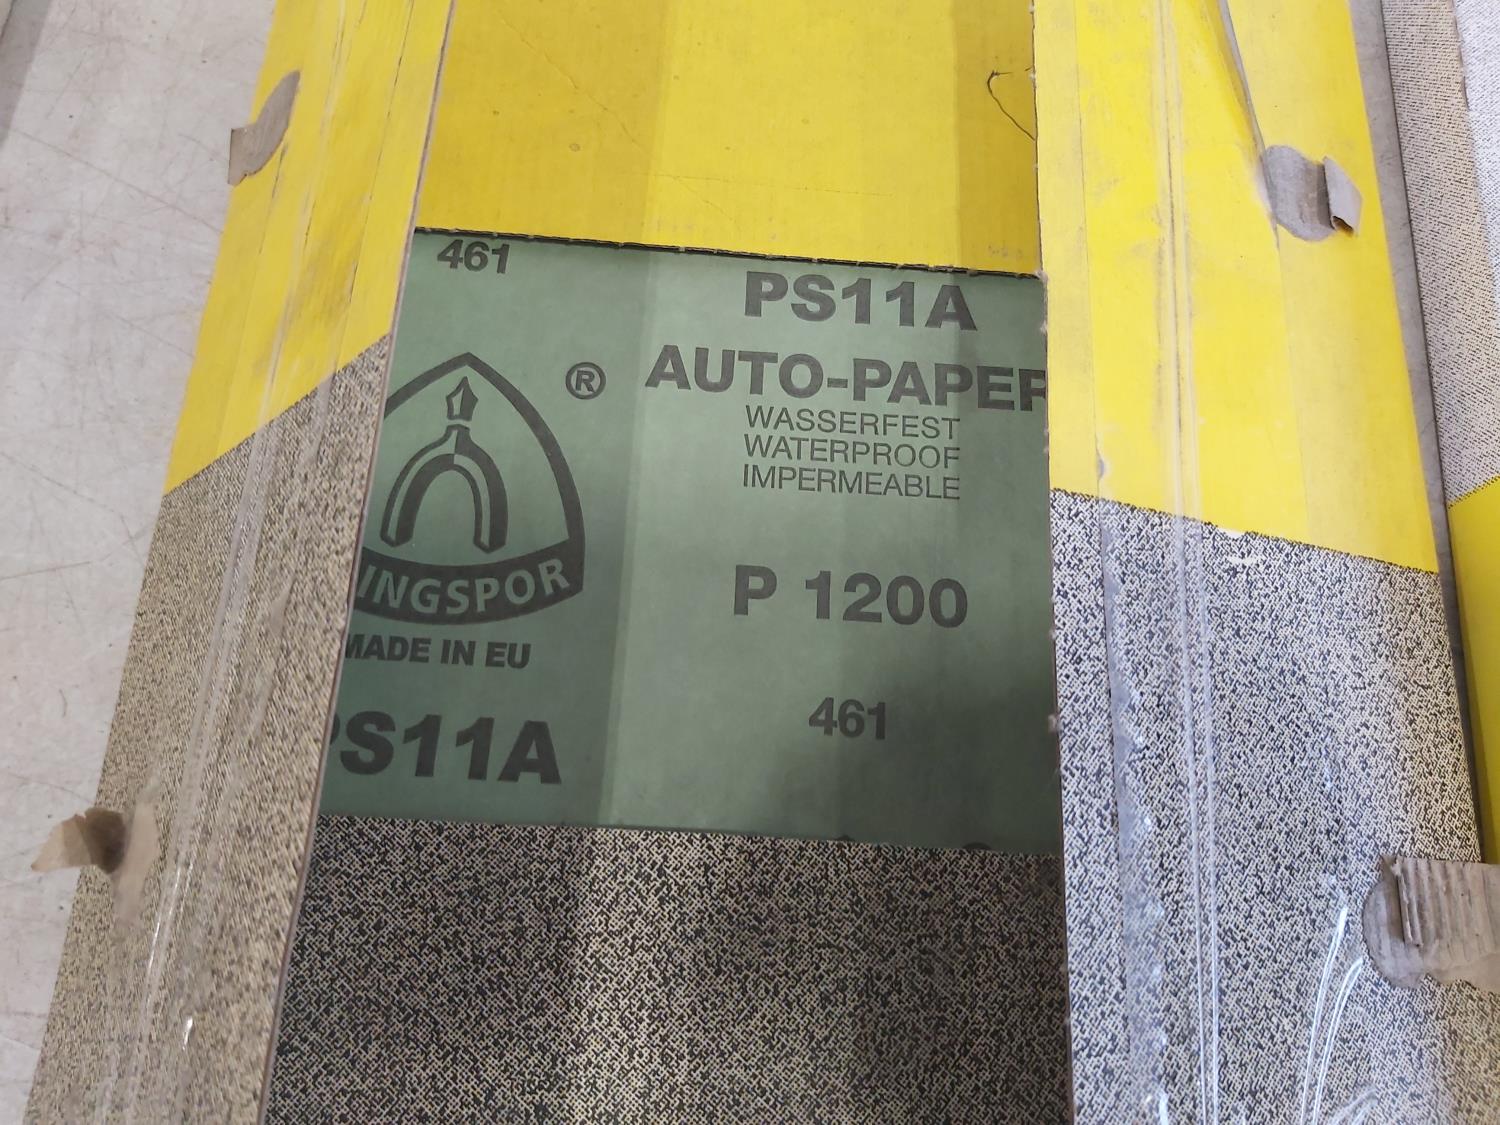 461
PS11A
AUTO-PAPER
WASSERFEST
WATERPROOF
IMPERMEABLE
®
INGSPOR
MADE IN EU
P 1200
461
PS11A